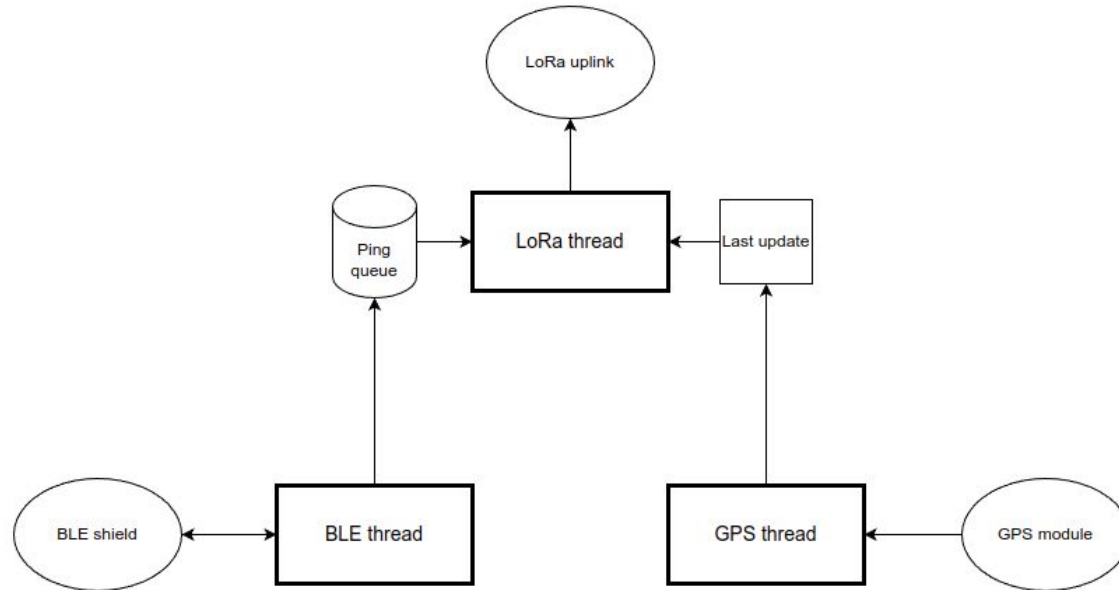 LoRa uplink
Ping
queue
LoRa thread
Last update
BLE shield
BLE thread
GPS thread
GPS module